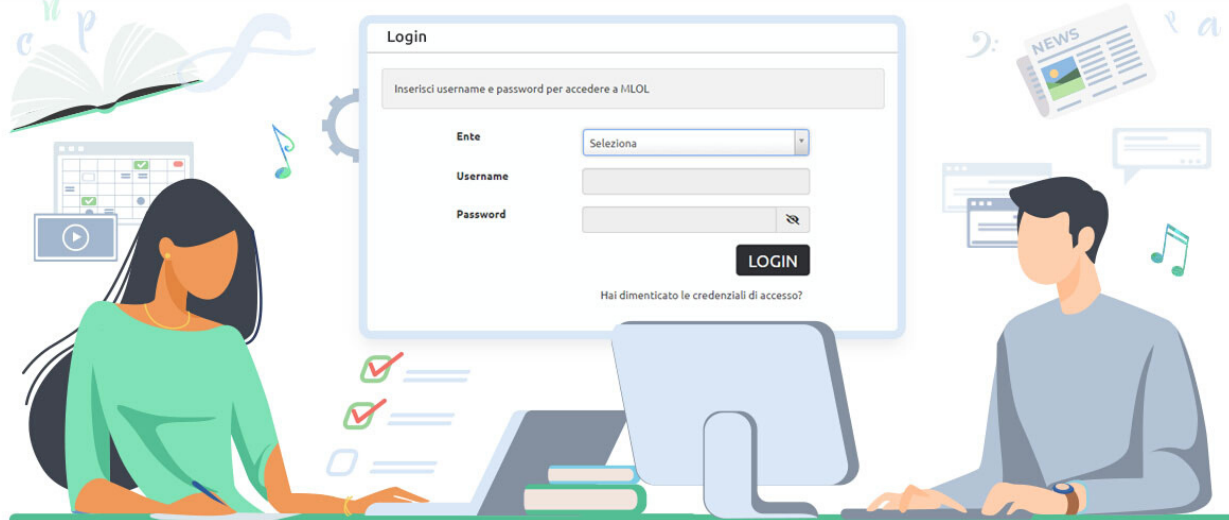 Login
Inserisci username e password per accedere a MLOL
Ente
Seleziona
Username
Password
LOGIN
Hai dimenticato le credenziali di accesso?
NEWS
n
c p
a